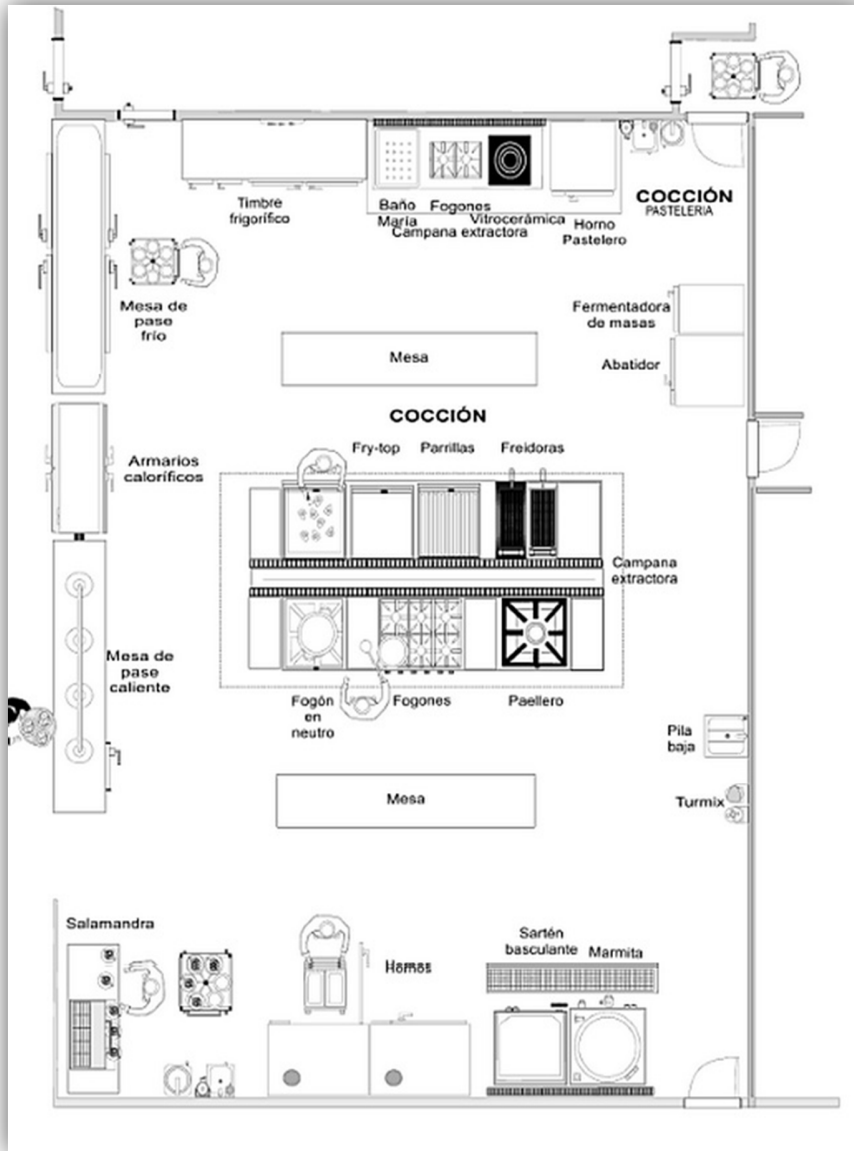 Timbre
frigorífico
Baño
María
Fogones
Vitrocerámica
Campana extractora
Horno
Pastelero
COCCIÓN
PASTELERIA
Mesa de
pase
frío
Fermentadora
de masas
Mesa
Abatidor
COCCIÓN
Armarios
caloríficos
Fry-top
Parrillas
Freidoras
Campana
extractora
Mesa de
pase
caliente
Fogón
en
neutro
Fogones
Paellero
Pila
baja
Mesa
Turmix
Salamandra
Hornos
Sartén
basculante
Marmita